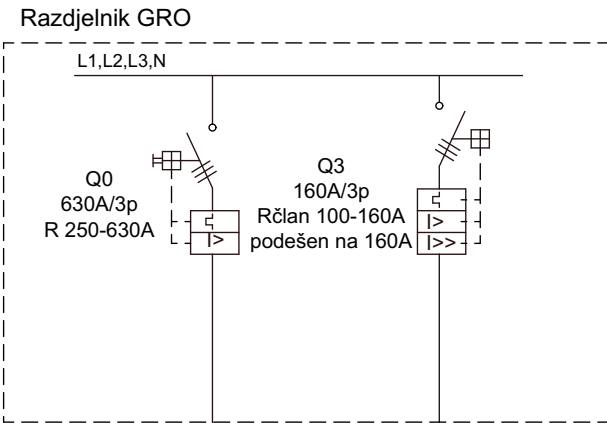 Razdjelnik GRO
L1,L2,L3,N
Q0
630A/3p
R 250-630A
I>
Q3
160A/3p
Rčlan 100-160A
podešen na 160A
I>
I>>